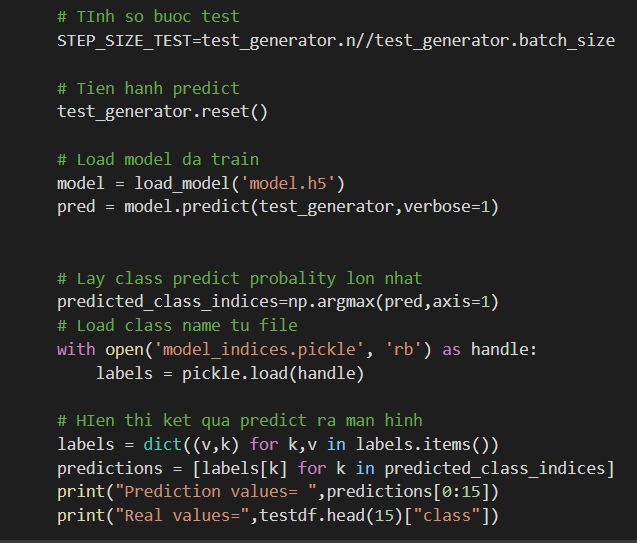 # TInh so buoc test
STEP_SIZE_TEST=test_generator.n//test_generator.batch_size
# Tien hanh predict
test_generator.reset()
# Load model da train
model = load_model('model.h5')
pred = model.predict(test_generator,verbose=1)
# Lay class predict probality lon nhat
predicted_class_indices=np.argmax(pred,axis=1)
# Load class name tu file
with open('model_indices.pickle', 'rb') as handle:
    labels = pickle.load(handle)
# HIen thi ket qua predict ra man hinh
labels = dict((v,k) for k,v in labels.items())
predictions = [labels[k] for k in predicted_class_indices]
print("Prediction values= ",predictions[0:15])
print("Real values=",testdf.head(15)["class"])